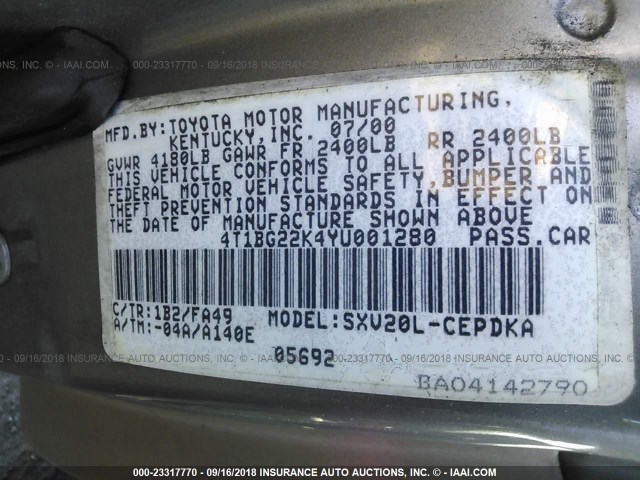 000-23317770 - 09/16/2018 INSURANCE AUTO AUCTIONS, INC. - IAAI.COM
MFD.BY:TOYOTA MOTOR MANUFACTURING,
KENTUCKY,INC. 07/00
GVWR 4180LB GAWR FR 2400LB RR 2400LB
THIS VEHICLE CONFORMS TO ALL APPLICABLE
FEDERAL MOTOR VEHICLE SAFETY,BUMPER AND
THEFT PREVENTION STANDARDS IN EFFECT ON
THE DATE OF MANUFACTURE SHOWN ABOVE
4T1BG22K4YU001280 PASS.CAR
C/TR:1B2/FA49 MODEL:SXV20L-CEPDKA
A/TM:-04A/A140E
05692
BA04142790
000-23317770 - 09/16/2018 INSURANCE AUTO AUCTIONS, INC. - IAAI.COM